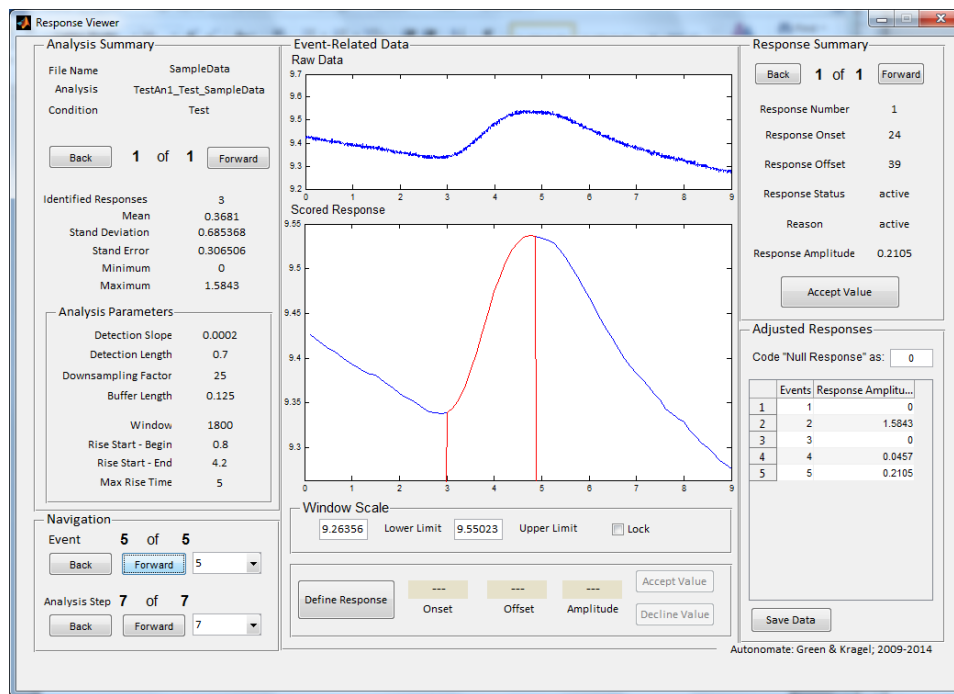 Response Viewer
Analysis Summary
File Name SampleData
Analysis TestAn1_Test_SampleData
Condition Test
Back 1 of 1 Forward
Identified Responses 3
Mean 0.3681
Stand Deviation 0.685368
Stand Error 0.306506
Minimum 0
Maximum 1.5843
Analysis Parameters
Detection Slope 0.0002
Detection Length 0.7
Downsampling Factor 25
Buffer Length 0.125
Window 1800
Rise Start - Begin 0.8
Rise Start - End 4.2
Max Rise Time 5
Navigation
Event 5 of 5
Back Forward 5
Analysis Step 7 of 7
Back Forward 7
Event-Related Data
Raw Data
9.7
9.6
9.5
9.4
9.3
9.2
0 1 2 3 4 5 6 7 8 9
Scored Response
9.55
9.5
9.45
9.4
9.35
9.3
0 1 2 3 4 5 6 7 8 9
Window Scale
9.26356 Lower Limit 9.55023 Upper Limit Lock
Define Response
--- --- ---
Onset Offset Amplitude
Accept Value
Decline Value
Response Summary
Back 1 of 1 Forward
Response Number 1
Response Onset 24
Response Offset 39
Response Status active
Reason active
Response Amplitude 0.2105
Accept Value
Adjusted Responses
Code "Null Response" as: 0
Events Response Amplitu...
1 1 0
2 2 1.5843
3 3 0
4 4 0.0457
5 5 0.2105
Save Data
Autonomate: Green & Kragel; 2009-2014